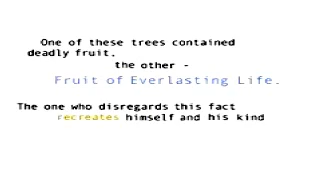 One of these trees contained
deadly fruit.
the other -
Fruit of Everlasting Life.
The one who disregards this fact
recreates himself and his kind